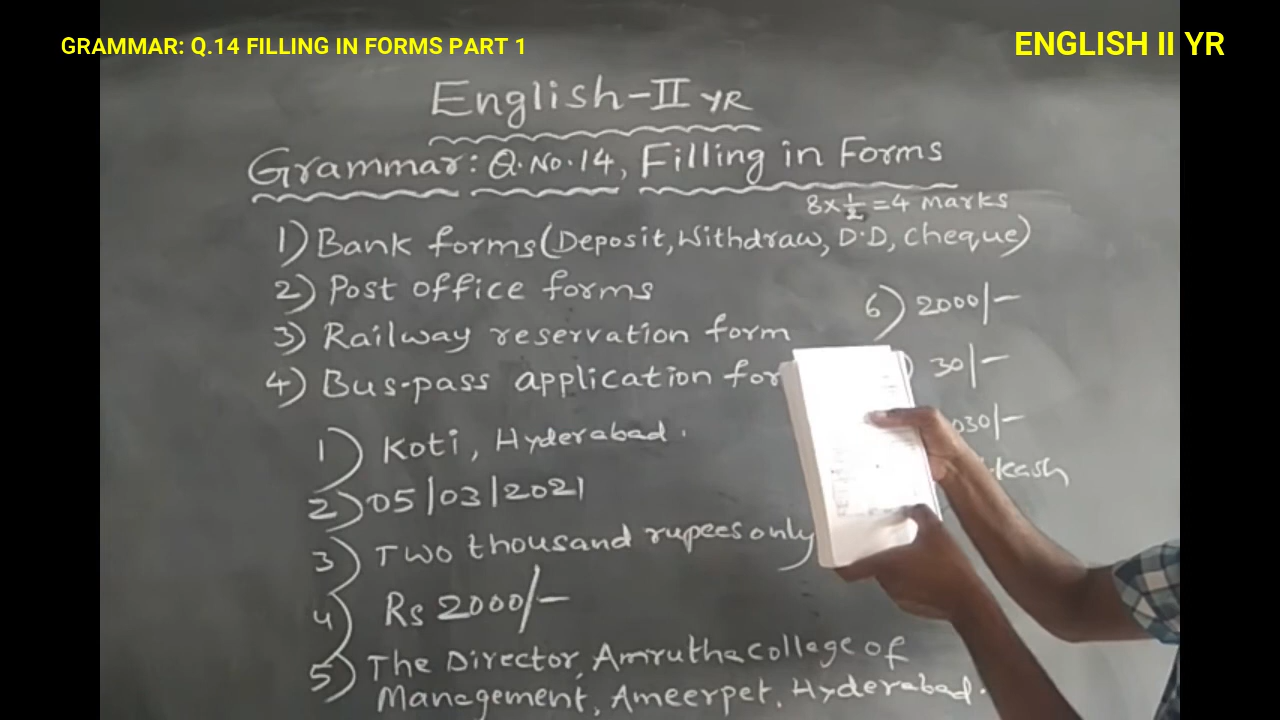 GRAMMAR: Q.14 FILLING IN FORMS PART 1
ENGLISH II YR
English-II YR
Grammar: Q.No.14, Filling in Forms
8x1/2=4 Marks
1) Bank forms(Deposit, Withdraw, D.D, Cheque)
2) Post office forms
3) Railway reservation form
4) Bus-pass application
1) Koti, Hyderabad.
2) 05/03/2021
3) Two thousand rupees only
4) Rs 2000/-
5) The Director, Amrutha College of
Management, Ameerpet, Hyderabad.
6) 2000/-
) 30/-
030/-